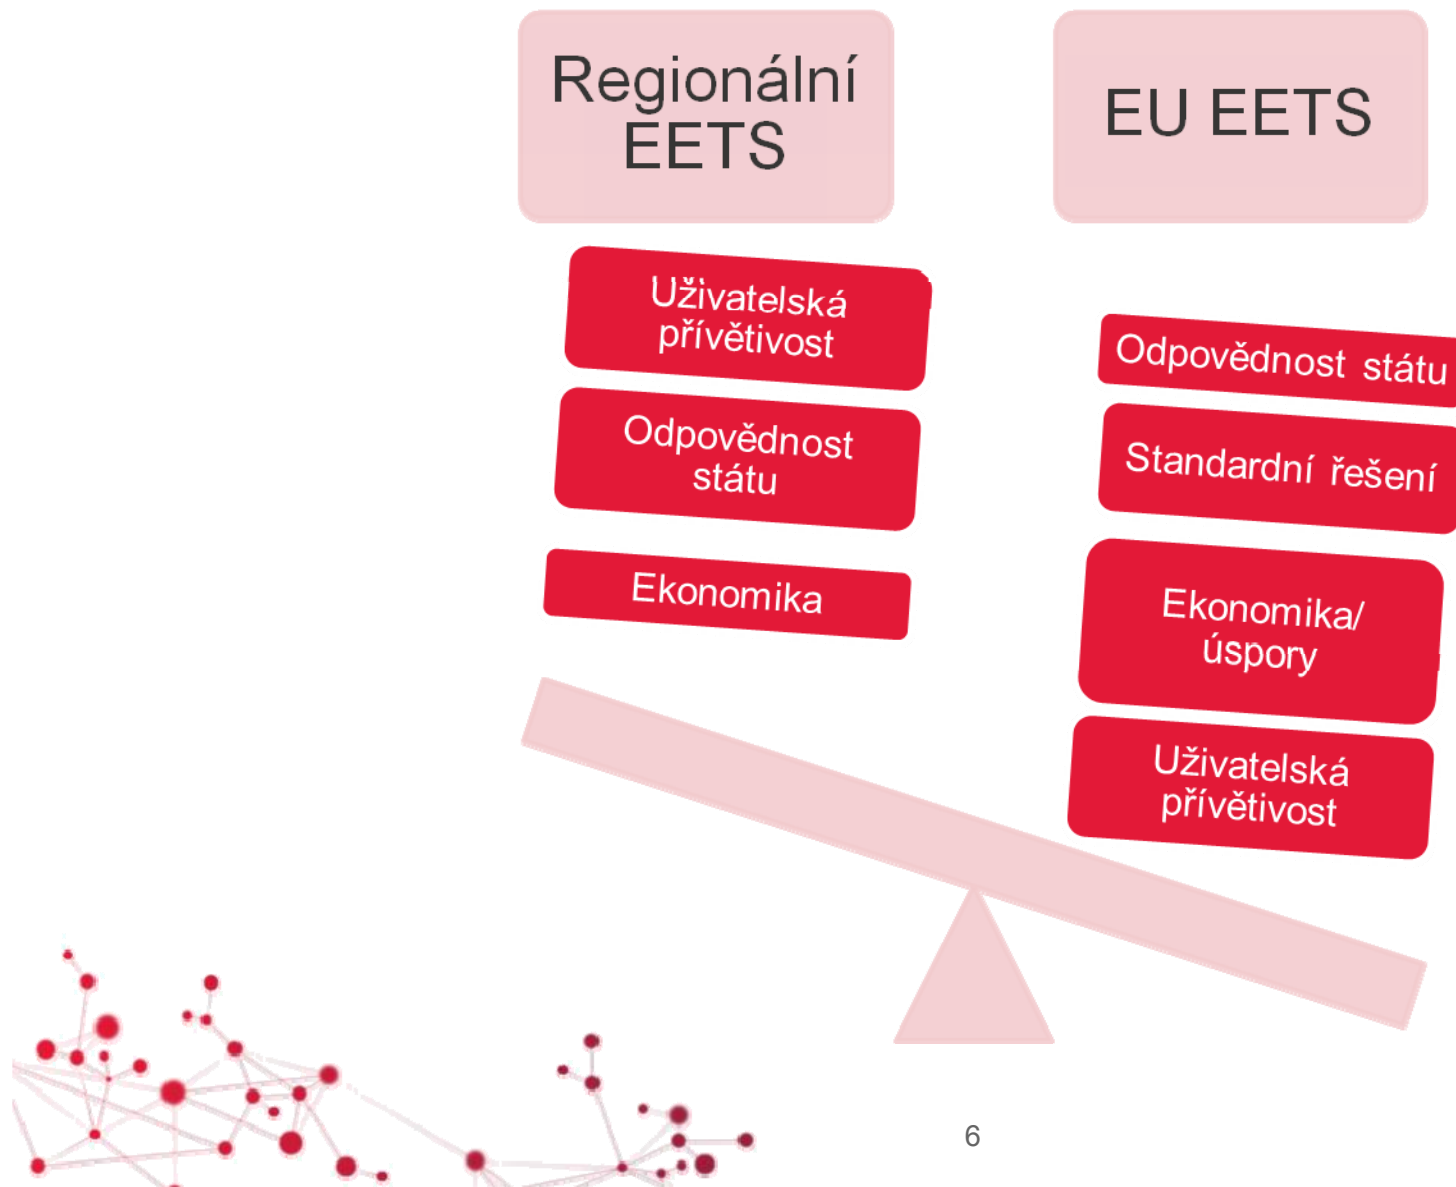 Regionální
EETS
EU EETS
Uživatelská
přívětivost
Odpovědnost
státu
Ekonomika
Odpovědnost státu
Standardní řešení
Ekonomika/
úspory
Uživatelská
přívětivost
6